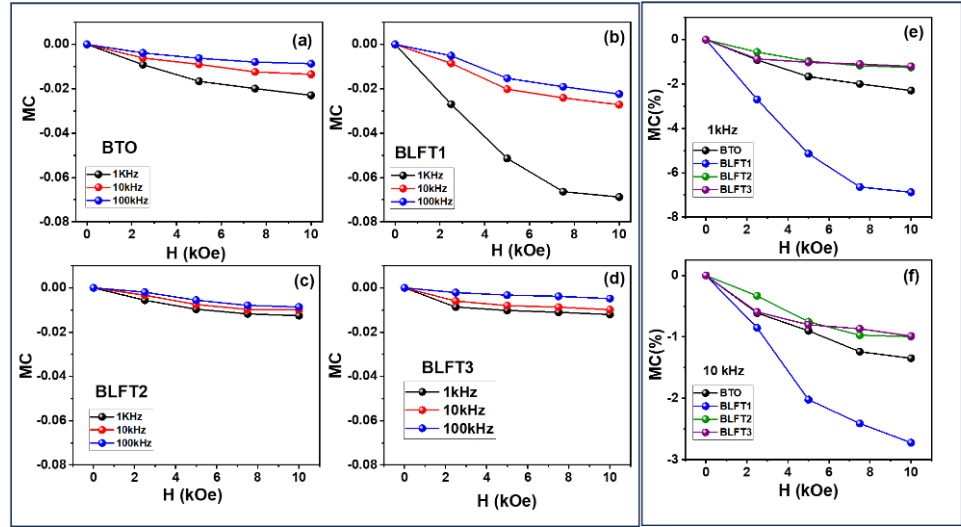 (a)
0.00
-0.02
-0.04
-0.06
-0.08
MC
BTO
1KHz
10kHz
100kHz
0 2 4 6 8 10
H (kOe)
(b)
0.00
-0.02
-0.04
-0.06
-0.08
MC
BLFT1
1KHz
10kHz
100kHz
0 2 4 6 8 10
H (kOe)
(c)
0.00
-0.02
-0.04
-0.06
-0.08
MC
BLFT2
1KHz
10kHz
100kHz
0 2 4 6 8 10
H (kOe)
(d)
0.00
-0.02
-0.04
-0.06
-0.08
MC
BLFT3
1kHz
10kHz
100kHz
0 2 4 6 8 10
H (kOe)
(e)
0
-2
-4
-6
-8
MC(%)
1kHz
BTO
BLFT1
BLFT2
BLFT3
0 2 4 6 8 10
H (kOe)
(f)
0
-1
-2
-3
MC(%)
10 kHz
BTO
BLFT1
BLFT2
BLFT3
0 2 4 6 8 10
H (kOe)